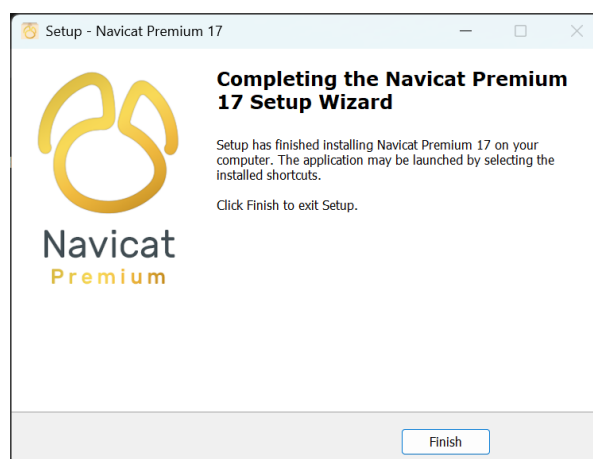 Setup - Navicat Premium 17
Completing the Navicat Premium
17 Setup Wizard
Setup has finished installing Navicat Premium 17 on your
computer. The application may be launched by selecting the
installed shortcuts.
Click Finish to exit Setup.
Navicat
Premium
Finish